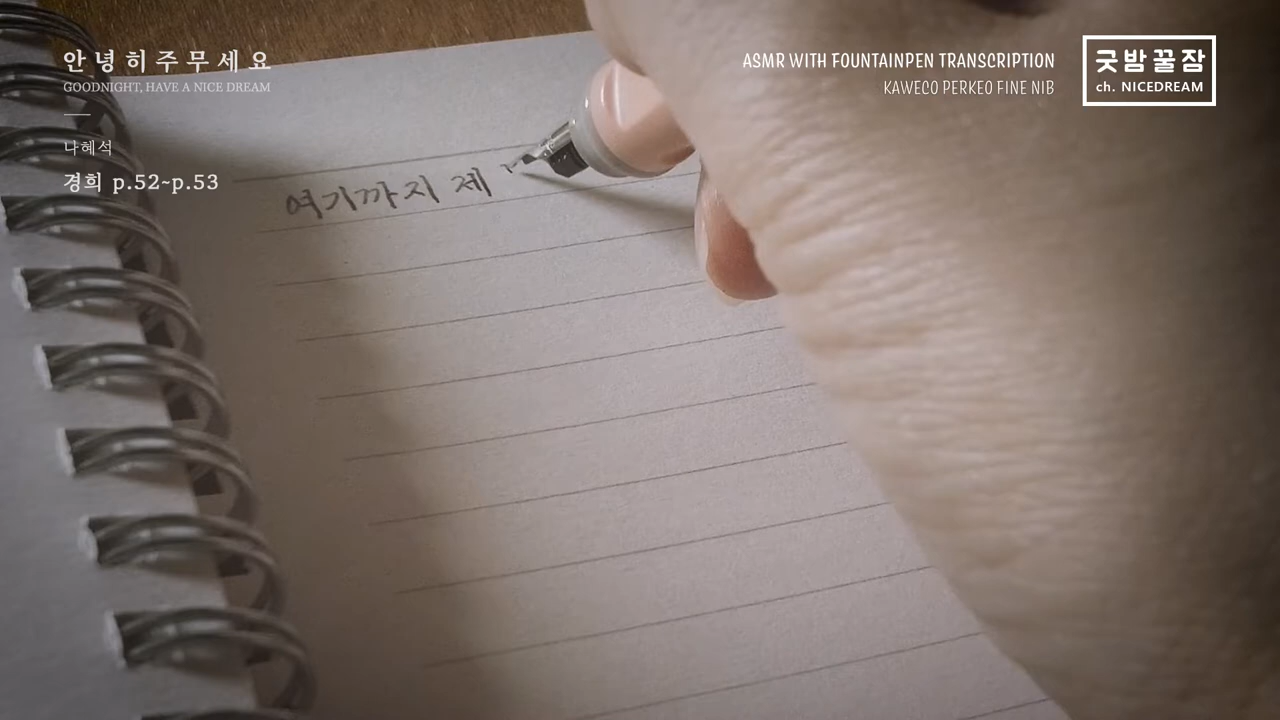 안녕히주무세요
GOODNIGHT, HAVE A NICE DREAM
나혜석
경희 p.52~p.53
ASMR WITH FOUNTAINPEN TRANSCRIPTION
KAWECO PERKEO FINE NIB
굿밤꿀잠
ch. NICEDREAM
여기까지 제